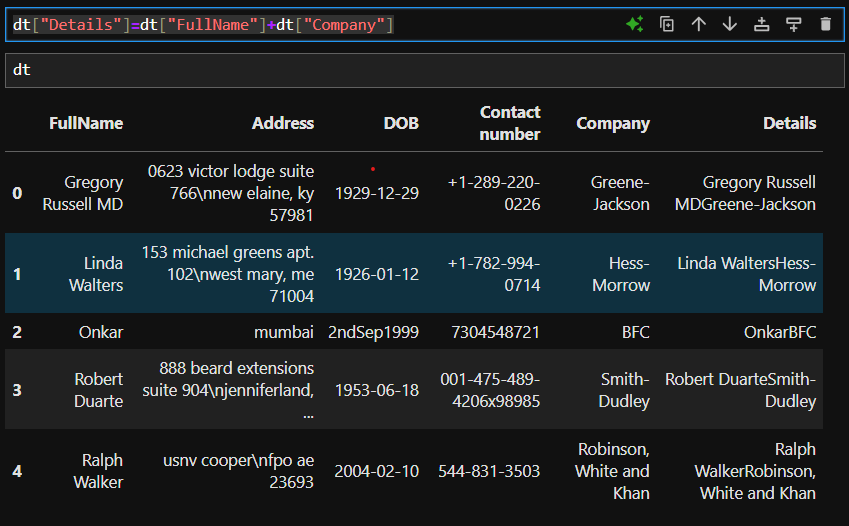 dt["Details"]=dt["FullName"]+dt["Company"]
dt
FullName Address DOB Contact number Company Details
0 Gregory Russell MD 0623 victor lodge suite 766\nnew elaine, ky 57981 1929-12-29 +1-289-220-0226 Greene-Jackson Gregory Russell MDGreene-Jackson
1 Linda Walters 153 michael greens apt. 102\nwest mary, me 71004 1926-01-12 +1-782-994-0714 Hess-Morrow Linda WaltersHess-Morrow
2 Onkar mumbai 2ndSep1999 7304548721 BFC OnkarBFC
3 Robert Duarte 888 beard extensions suite 904\njenniferland, ... 1953-06-18 001-475-489-4206x98985 Smith-Dudley Robert DuarteSmith-Dudley
4 Ralph Walker usnv cooper\nfpo ae 23693 2004-02-10 544-831-3503 Robinson, White and Khan Ralph WalkerRobinson, White and Khan